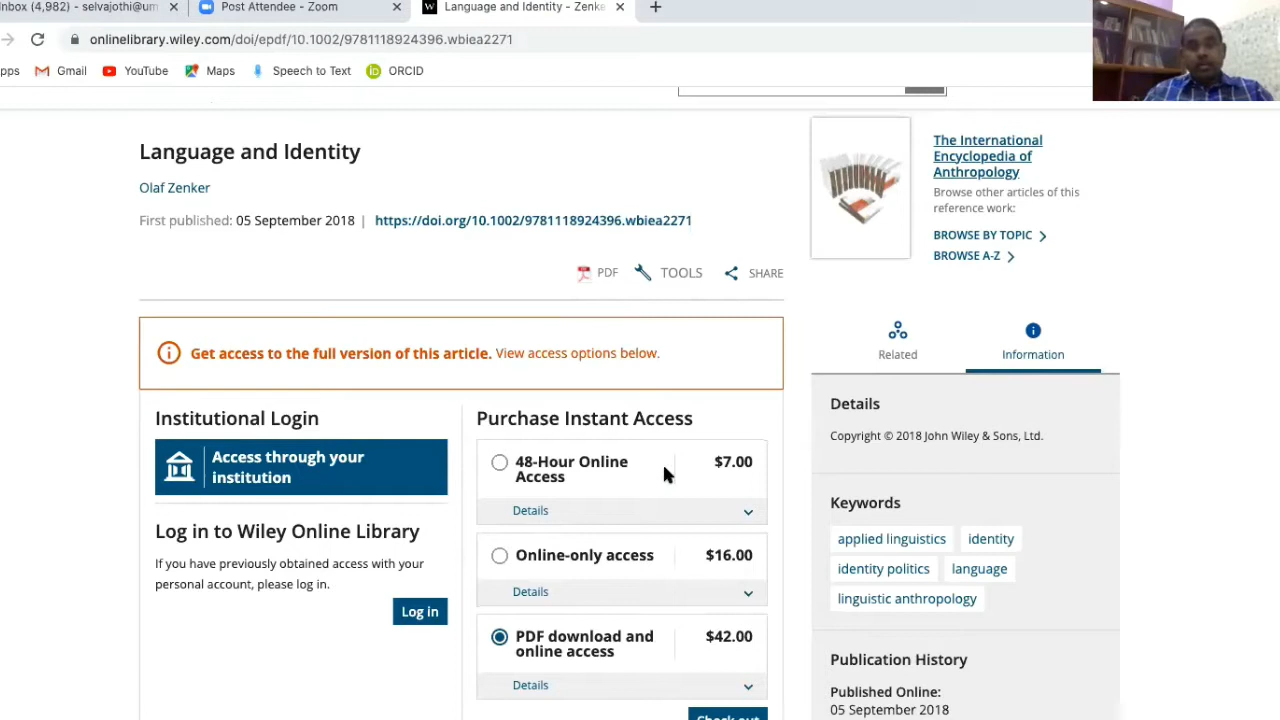 nbox (4,982) - selvajothi@um
Post Attendee - Zoom
Language and Identity - Zenke
onlinelibrary.wiley.com/doi/epdf/10.1002/9781118924396.wbiea2271
pps
Gmail
YouTube
Maps
Speech to Text
ORCID
Language and Identity
Olaf Zenker
First published: 05 September 2018 | https://doi.org/10.1002/9781118924396.wbiea2271
PDF
TOOLS
SHARE
The International
Encyclopedia of
Anthropology
Browse other articles of this
reference work:
BROWSE BY TOPIC
BROWSE A-Z
Get access to the full version of this article. View access options below.
Institutional Login
Access through your
institution
Log in to Wiley Online Library
If you have previously obtained access with your
personal account, please log in.
Log in
Purchase Instant Access
48-Hour Online
Access
$7.00
Details
Online-only access
$16.00
Details
PDF download and
online access
$42.00
Details
Check out
Related
Information
Details
Copyright © 2018 John Wiley & Sons, Ltd.
Keywords
applied linguistics
identity
identity politics
language
linguistic anthropology
Publication History
Published Online:
05 September 2018